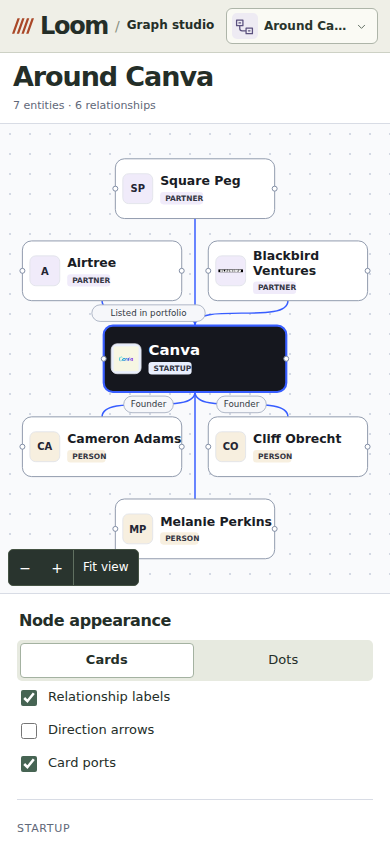 Loom / Graph studio
Around Ca...
Around Canva
7 entities · 6 relationships
SP
Square Peg
PARTNER
A
Airtree
PARTNER
Blackbird
Ventures
PARTNER
Listed in portfolio
Canva
Canva
STARTUP
Founder
Founder
CA
Cameron Adams
PERSON
CO
Cliff Obrecht
PERSON
MP
Melanie Perkins
PERSON
− + Fit view
Node appearance
Cards
Dots
Relationship labels
Direction arrows
Card ports
STARTUP